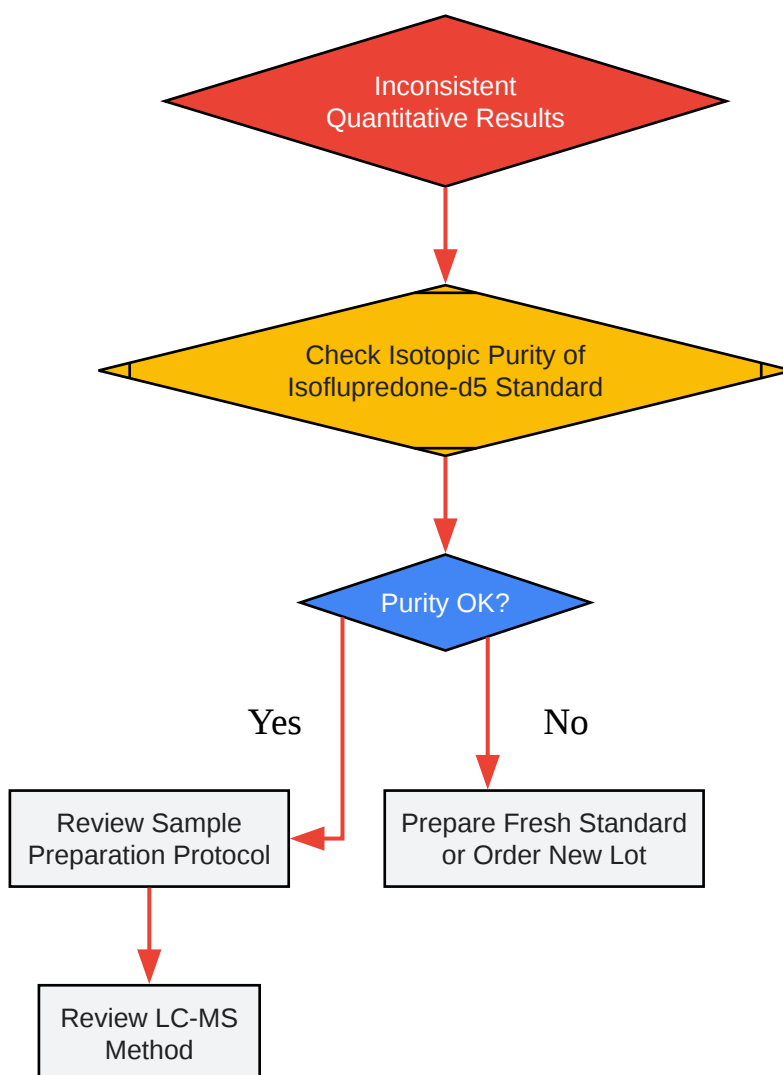 Inconsistent
Quantitative Results
Check Isotopic Purity of
Isoflupredone-d5 Standard
Purity OK?
Yes
No
Review Sample
Preparation Protocol
Prepare Fresh Standard
or Order New Lot
Review LC-MS
Method